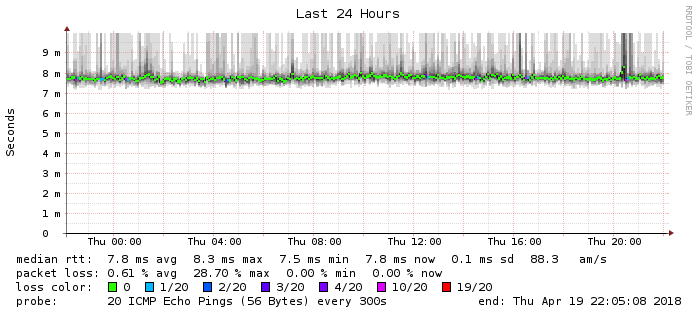 Last 24 Hours
RRDTOOL / TOBI OETIKER
Seconds
9 m
8 m
7 m
6 m
5 m
4 m
3 m
2 m
1 m
0
Thu 00:00 Thu 04:00 Thu 08:00 Thu 12:00 Thu 16:00 Thu 20:00
median rtt: 7.8 ms avg 8.3 ms max 7.5 ms min 7.8 ms now 0.1 ms sd 88.3 am/s
packet loss: 0.61 % avg 28.70 % max 0.00 % min 0.00 % now
loss color: 0 1/20 2/20 3/20 4/20 10/20 19/20
probe: 20 ICMP Echo Pings (56 Bytes) every 300s end: Thu Apr 19 22:05:08 2018